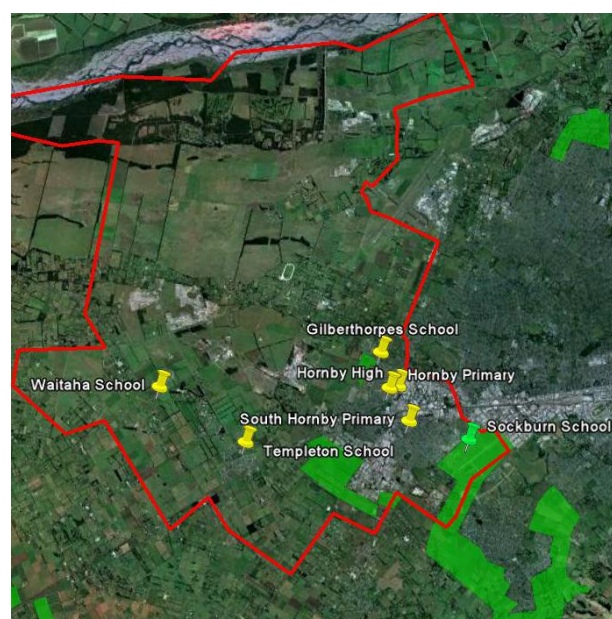 Gilberthorpes School
Hornby High
Hornby Primary
Waitaha School
South Hornby Primary
Sockburn School
Templeton School